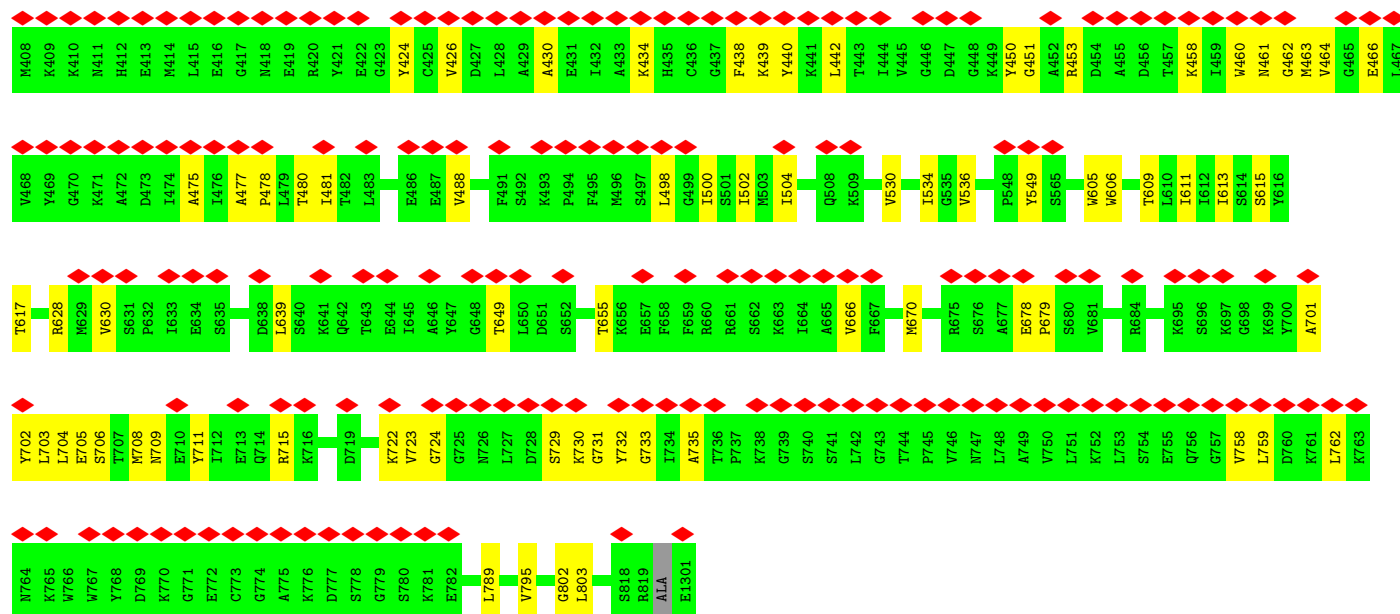 M408 K409 K410 N411 H412 E413 M414 L415 E416 G417 N418 E419 R420 Y421 E422 G423 Y424 C425 V426 D427 L428 A429 A430 E431 I432 A433 K434 H435 C436 G437 F438 K439 Y440 K441 L442 T443 I444 V445 G446 D447 G448 K449 Y450 G451 A452 R453 D454 A455 D456 T457 K458 I459 W460 N461 G462 M463 V464 G465 E466 L467
V468 Y469 G470 K471 A472 D473 I474 A475 I476 A477 P478 L479 T480 I481 T482 L483 E486 E487 V488 F491 S492 K493 P494 F495 M496 S497 L498 G499 I500 S501 I502 M503 I504 Q508 K509 V530 I534 G535 V536 P548 Y549 S565 W605 W606 T609 L610 I611 I612 I613 S614 S615 Y616
T617 R628 M629 V630 S631 P632 I633 E634 S635 D638 L639 S640 K641 Q642 T643 E644 I645 A646 Y647 G648 T649 L650 D651 S652 T655 K656 E657 F658 F659 R660 R661 S662 K663 I664 A665 V666 F667 M670 R675 S676 A677 E678 P679 S680 V681 R684 K695 S696 K697 G698 K699 Y700 A701
Y702 L703 L704 E705 S706 T707 M708 N709 E710 Y711 I712 E713 Q714 R715 K716 D719 K722 V723 G724 G725 N726 L727 D728 S729 K730 G731 Y732 G733 I734 A735 T736 P737 K738 G739 S740 S741 L742 G743 T744 P745 V746 N747 L748 A749 V750 L751 K752 L753 S754 E755 Q756 G757 V758 L759 D760 K761 L762 K763
N764 K765 W766 W767 Y768 D769 K770 G771 E772 C773 G774 A775 K776 D777 S778 G779 S780 K781 E782 L789 V795 G802 L803 S818 R819 ALA E1301